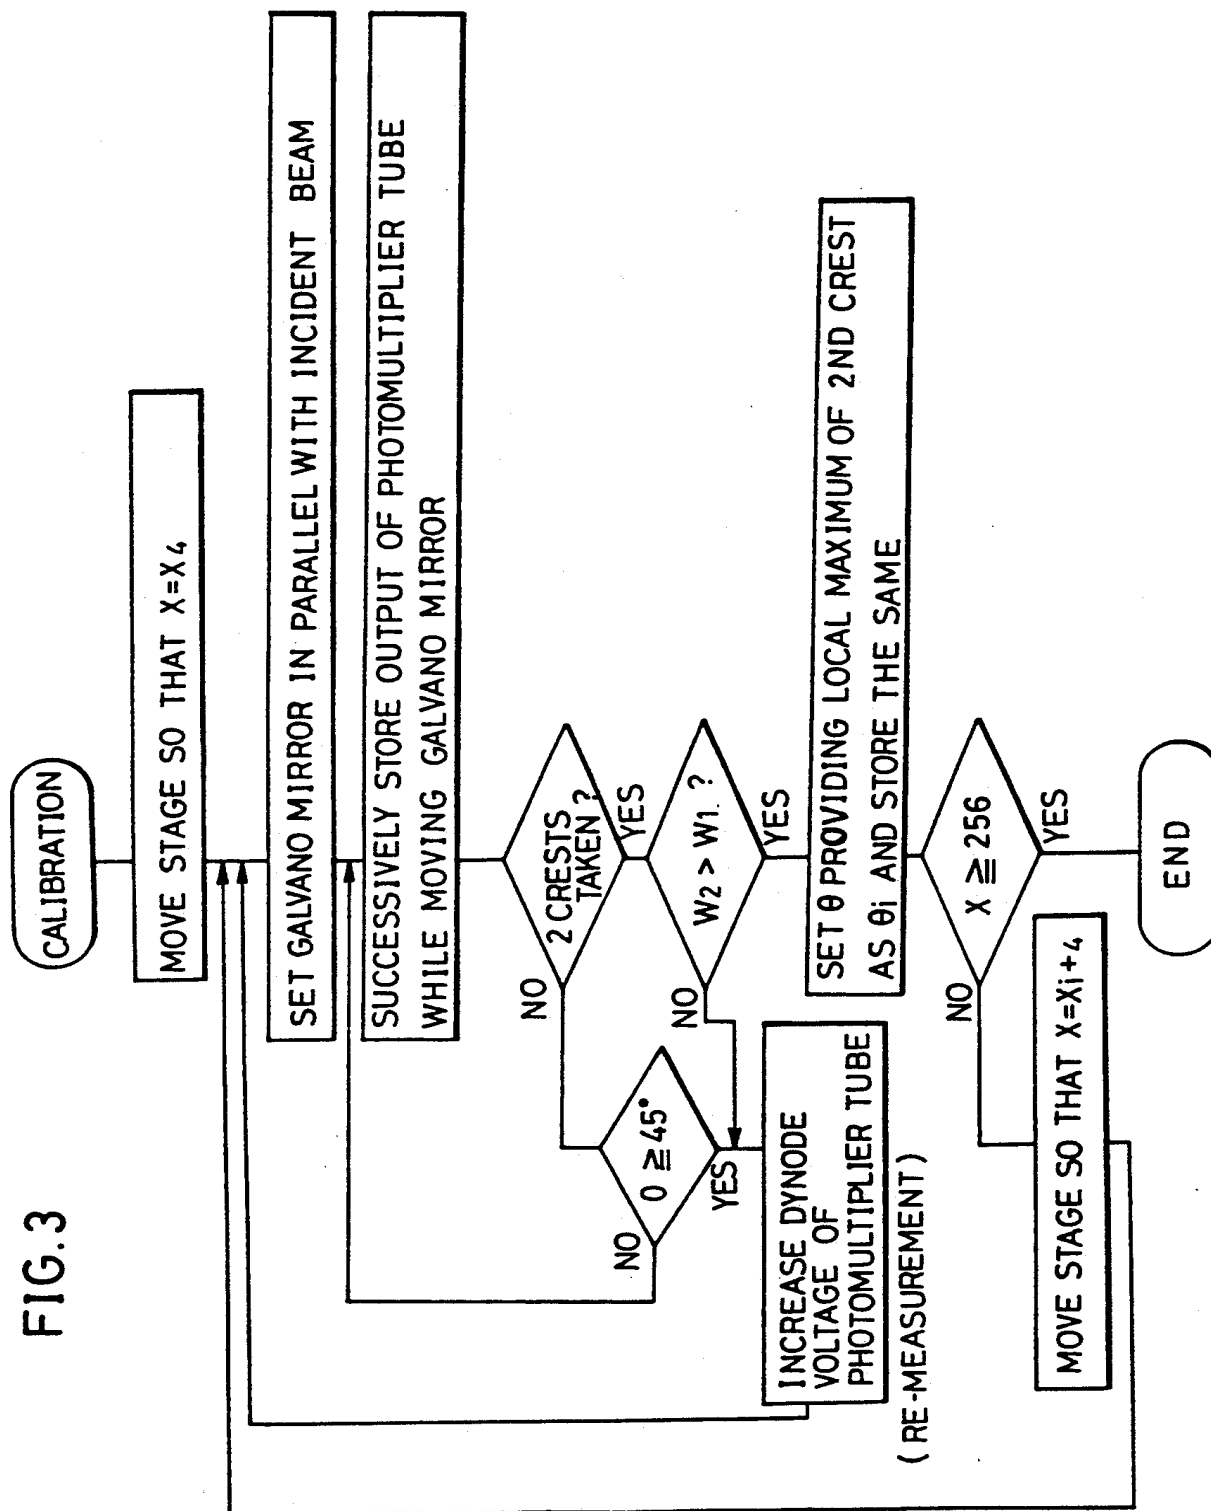 FIG.3
CALIBRATION
MOVE STAGE SO THAT X=X4
SET GALVANO MIRROR IN PARALLEL WITH INCIDENT BEAM
SUCCESSIVELY STORE OUTPUT OF PHOTOMULTIPLIER TUBE
WHILE MOVING GALVANO MIRROR
2 CRESTS
TAKEN ?
NO
YES
0 ≧ 45°
NO
YES
W2 > W1 ?
NO
YES
INCREASE DYNODE
VOLTAGE OF
PHOTOMULTIPLIER TUBE
(RE-MEASUREMENT)
SET θ PROVIDING LOCAL MAXIMUM OF 2ND CREST
AS θi AND STORE THE SAME
X ≧ 256
NO
YES
MOVE STAGE SO THAT X=Xi+4
END